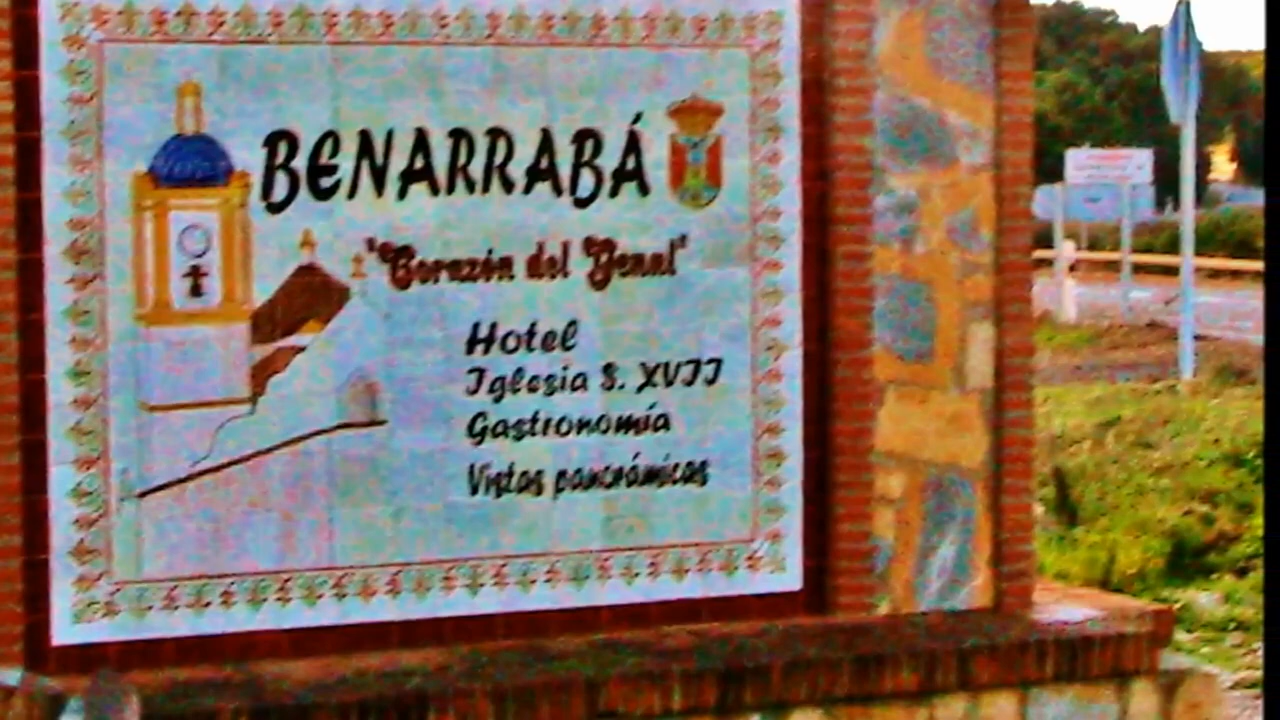 BENARRABÁ
"Corazón del Genal"
Hotel
Iglesia S. XVII
Gastronomía
Vistas panorámicas